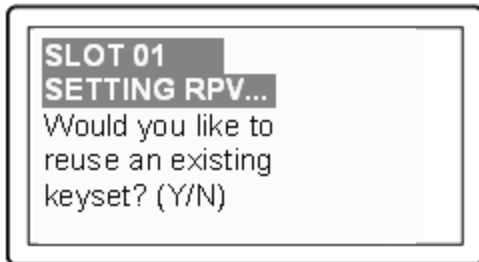 SLOT 01
SETTING RPV...
Would you like to
reuse an existing
keyset? (Y/N)